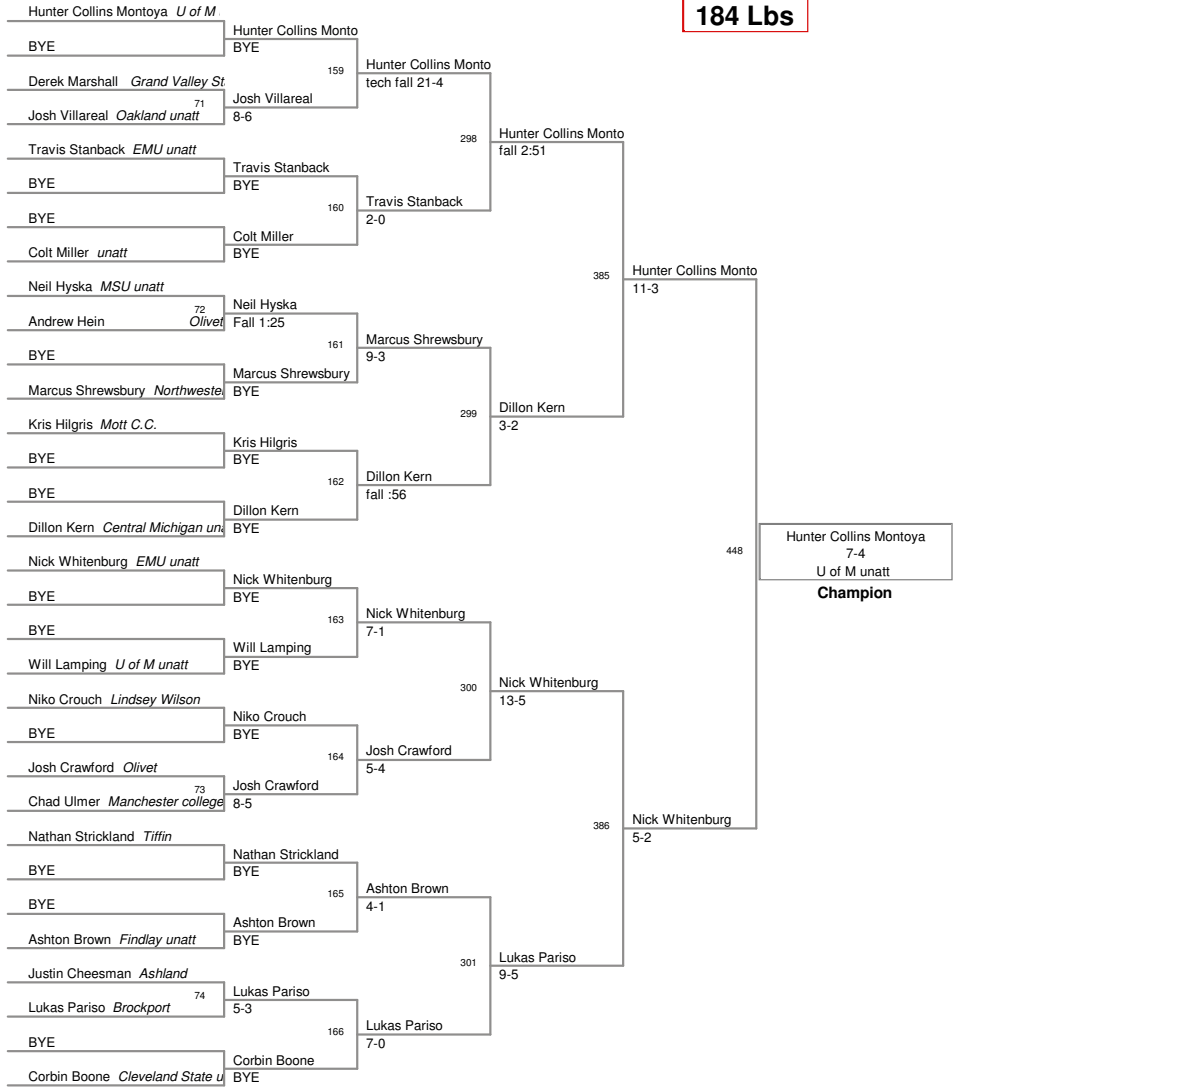 184 Lbs
Hunter Collins Montoya U of M
BYE
Derek Marshall Grand Valley St
71
Josh Villareal Oakland unatt
Travis Stanback EMU unatt
BYE
BYE
Colt Miller unatt
Neil Hyska MSU unatt
72
Andrew Hein Olivet
BYE
Marcus Shrewsbury Northweste
Kris Hilgris Mott C.C.
BYE
BYE
Dillon Kern Central Michigan una
Nick Whitenburg EMU unatt
BYE
BYE
Will Lamping U of M unatt
Niko Crouch Lindsey Wilson
BYE
Josh Crawford Olivet
73
Chad Ulmer Manchester college
Nathan Strickland Tiffin
BYE
BYE
Ashton Brown Findlay unatt
Justin Cheesman Ashland
74
Lukas Pariso Brockport
BYE
Corbin Boone Cleveland State u
Hunter Collins Monto
BYE
159
Josh Villareal
8-6
Travis Stanback
BYE
160
Colt Miller
BYE
Neil Hyska
Fall 1:25
161
Marcus Shrewsbury
BYE
Kris Hilgris
BYE
162
Dillon Kern
BYE
Nick Whitenburg
BYE
163
Will Lamping
BYE
Niko Crouch
BYE
164
Josh Crawford
8-5
Nathan Strickland
BYE
165
Ashton Brown
BYE
Lukas Pariso
5-3
166
Corbin Boone
BYE
Hunter Collins Monto
tech fall 21-4
298
Travis Stanback
2-0
Marcus Shrewsbury
9-3
299
Dillon Kern
fall :56
Nick Whitenburg
7-1
300
Josh Crawford
5-4
Ashton Brown
4-1
301
Lukas Pariso
7-0
Hunter Collins Monto
fall 2:51
385
Dillon Kern
3-2
Nick Whitenburg
13-5
386
Lukas Pariso
9-5
Hunter Collins Monto
11-3
448
Nick Whitenburg
5-2
Hunter Collins Montoya
7-4
U of M unatt
Champion